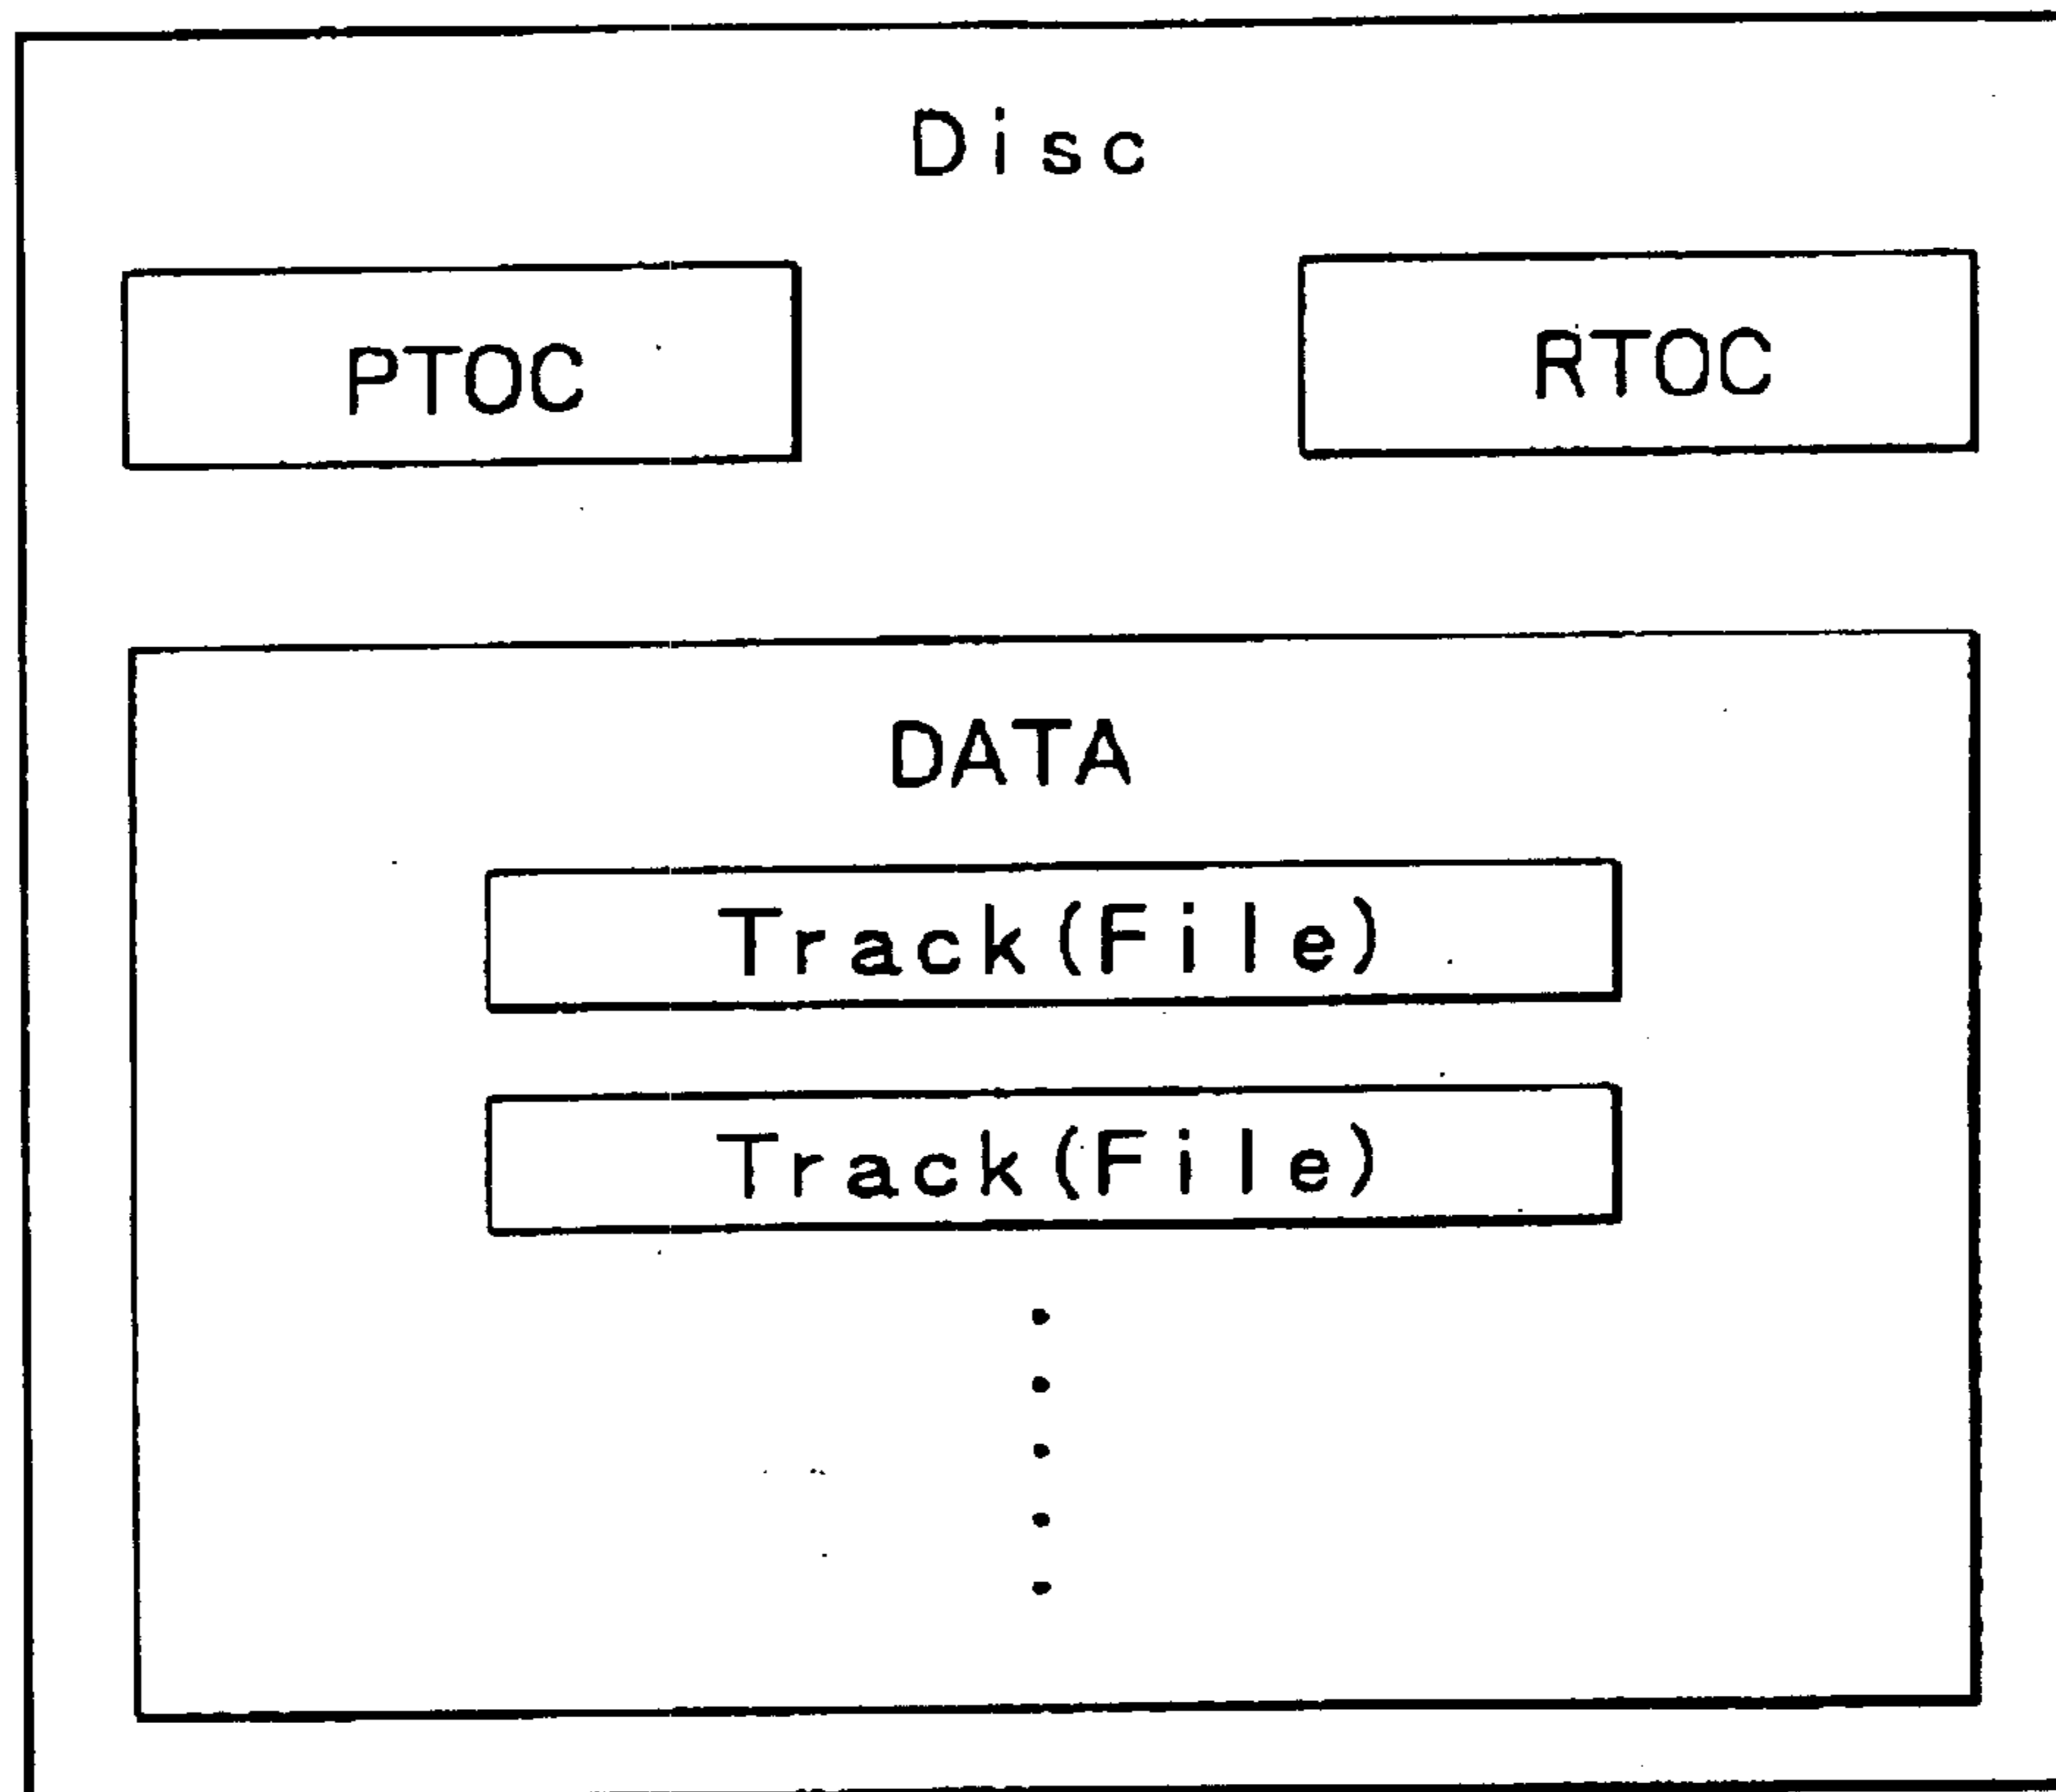 Disc
PTOC
RTOC
DATA
Track(File)
Track(File)